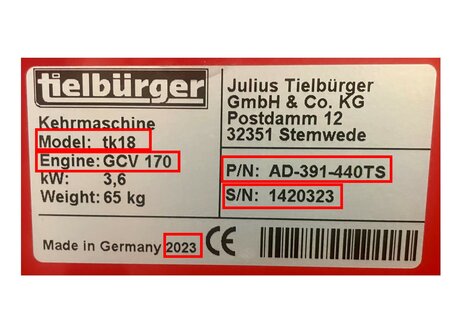 tielbürger
Kehrmaschine
Model: tk18
Engine: GCV 170
kW: 3,6
Weight: 65 kg
Made in Germany 2023 CE
Julius Tielbürger
GmbH & Co. KG
Postdamm 12
32351 Stemwede
P/N: AD-391-440TS
S/N: 1420323